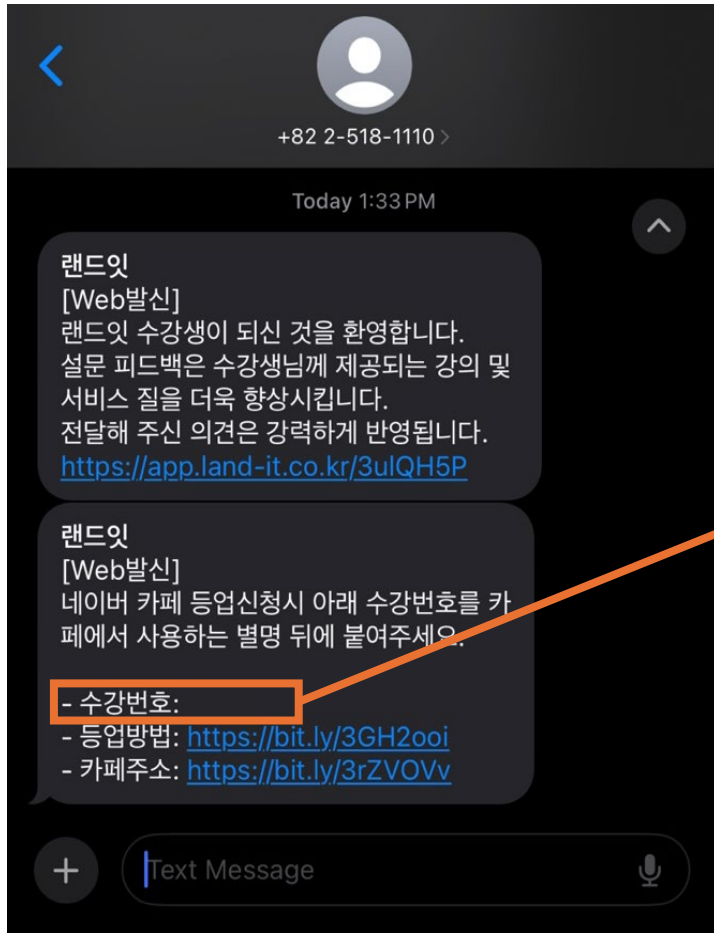 +82 2-518-1110 >
Today 1:33 PM
랜드잇
[Web발신]
랜드잇 수강생이 되신 것을 환영합니다.
설문 피드백은 수강생님께 제공되는 강의 및
서비스 질을 더욱 향상시킵니다.
전달해 주신 의견은 강력하게 반영됩니다.
https://app.land-it.co.kr/3ulQH5P
랜드잇
[Web발신]
네이버 카페 등업신청시 아래 수강번호를 카
페에서 사용하는 별명 뒤에 붙여주세요.
- 수강번호:
- 등업방법: https://bit.ly/3GH2ooi
- 카페주소: https://bit.ly/3rZVOVv
Text Message